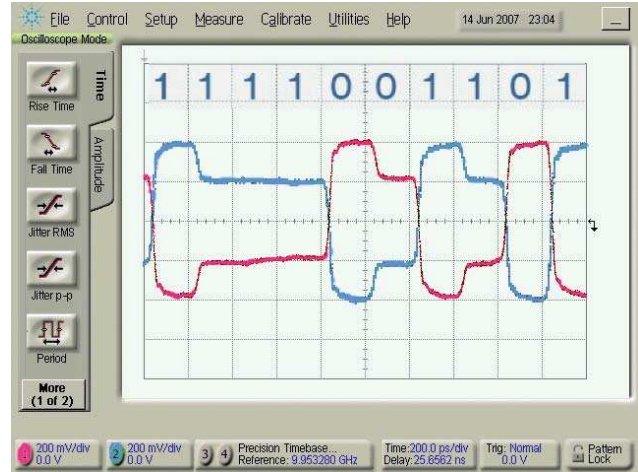 File Control Setup Measure Calibrate Utilities Help 14 Jun 2007 23:04
Oscilloscope Mode
Time
Amplitude
Rise Time
Fall Time
Jitter RMS
Jitter p-p
Period
More
(1 of 2)
1 1 1 1 0 0 1 1 0 1
1 200 mV/div
0.0 V
2 200 mV/div
0.0 V
3 4
Precision Timebase...
Reference: 9.953280 GHz
Time:200.0 ps/div
Delay:25.6562 ns
Trig: Normal
0.0 V
Pattern
Lock